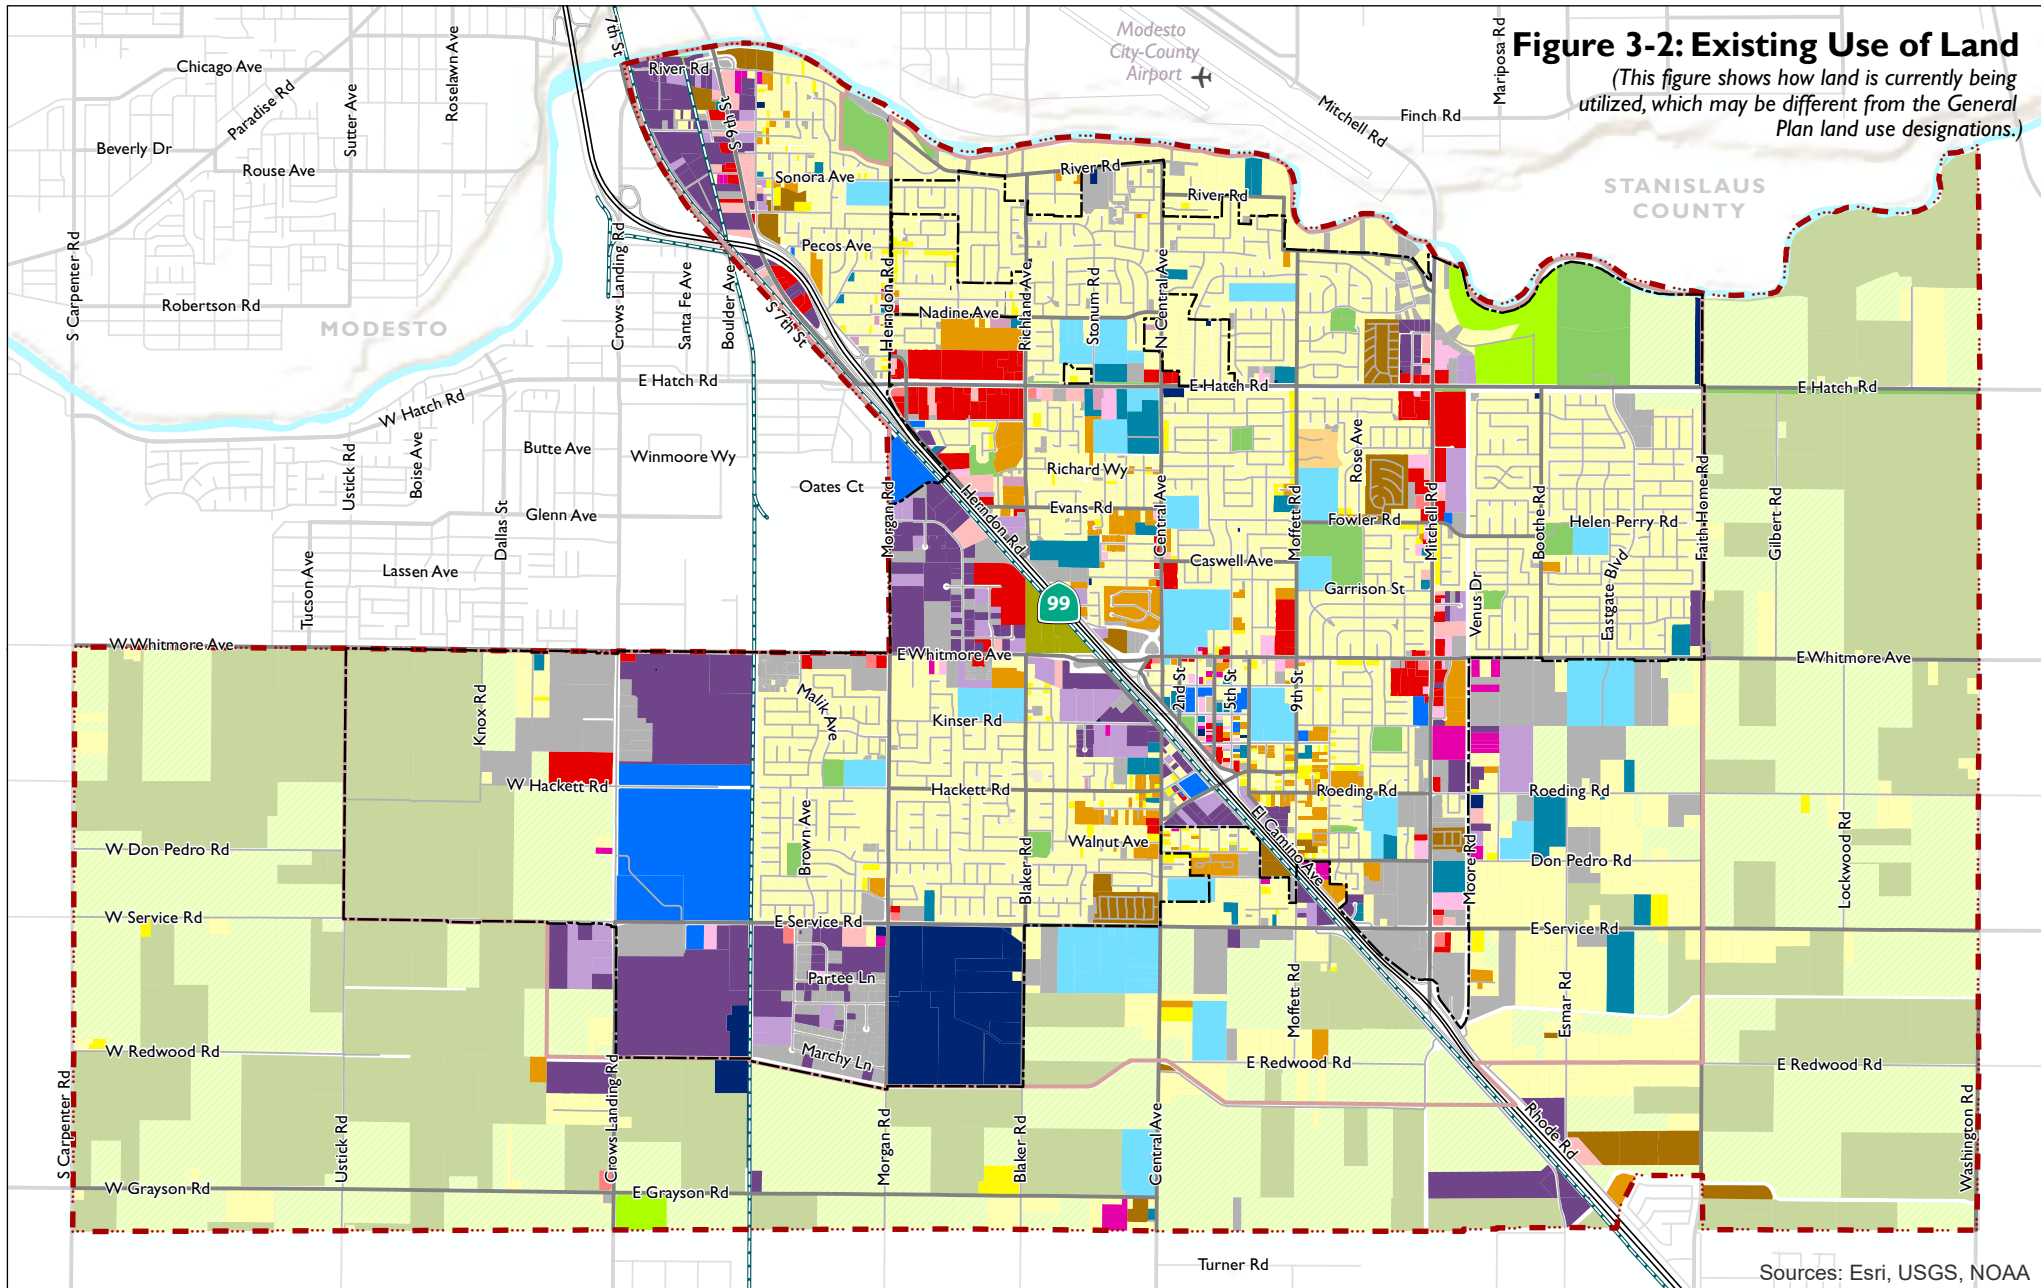 Figure 3-2: Existing Use of Land
(This figure shows how land is currently being
utilized, which may be different from the General
Plan land use designations.)
Modesto
City-County
Airport
STANISLAUS
COUNTY
MODESTO
7th St
River Rd
S 9th St
Chicago Ave
Paradise Rd
Sutter Ave
Roselawn Ave
Beverly Dr
Rouse Ave
Mitchell Rd
Finch Rd
Mariposa Rd
Sonora Ave
River Rd
River Rd
Pecos Ave
S Carpenter Rd
Robertson Rd
Crows Landing Rd
Santa Fe Ave
Boulder Ave
S 7th St
Herndon Rd
Nadine Ave
Richland Ave
Stonum Rd
N Central Ave
E Hatch Rd
E Hatch Rd
E Hatch Rd
W Hatch Rd
Ustick Rd
Boise Ave
Butte Ave
Winmoore Wy
Oates Ct
Glenn Ave
Dallas St
Lassen Ave
Tucson Ave
Morgan Rd
Herndon Rd
Richard Wy
Evans Rd
Central Ave
Moffett Rd
Rose Ave
Fowler Rd
Mitchell Rd
Boothe Rd
Helen Perry Rd
Faith Home Rd
Gilbert Rd
Caswell Ave
Garrison St
Venus Dr
Eastgate Blvd
99
W Whitmore Ave
E Whitmore Ave
E Whitmore Ave
Knox Rd
Malik Ave
Kinser Rd
2nd St
5th St
9th St
W Hackett Rd
Hackett Rd
Roeding Rd
Roeding Rd
El Camino Ave
W Don Pedro Rd
Brown Ave
Blaker Rd
Walnut Ave
Moore Rd
Don Pedro Rd
Lockwood Rd
W Service Rd
E Service Rd
E Service Rd
Partee Ln
Moffett Rd
Esmar Rd
W Redwood Rd
Marchy Ln
E Redwood Rd
E Redwood Rd
S Carpenter Rd
Ustick Rd
Crows Landing Rd
Morgan Rd
Blaker Rd
Central Ave
Rhode Rd
Washington Rd
W Grayson Rd
E Grayson Rd
Turner Rd
Sources: Esri, USGS, NOAA